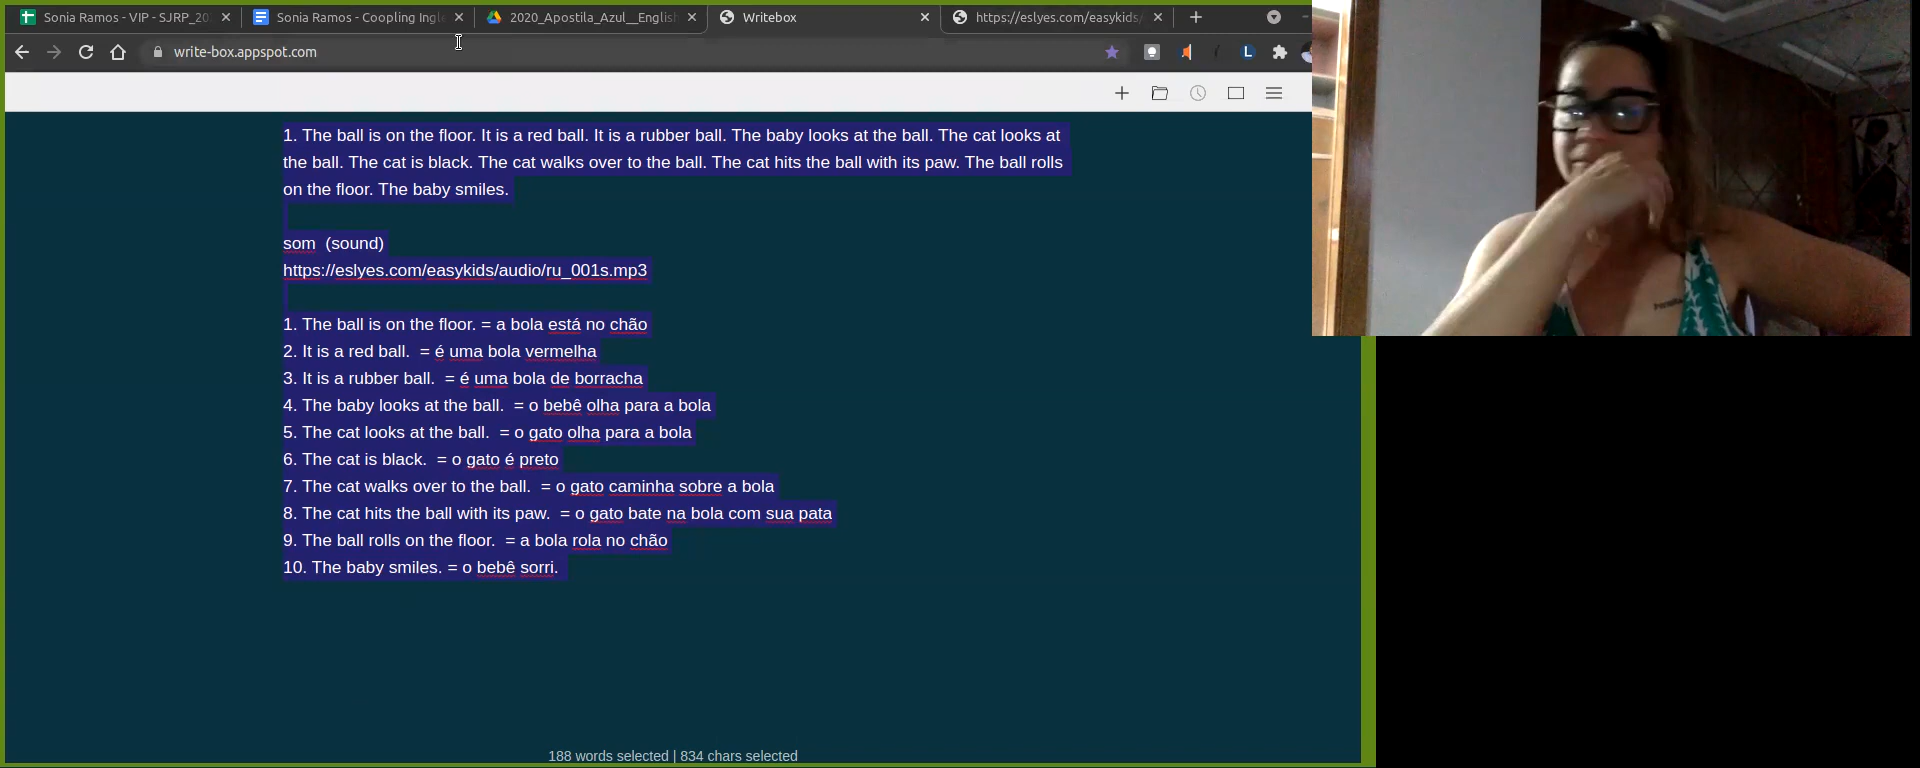 Sonia Ramos - VIP - SJRP_20
Sonia Ramos - Coopling Ingl
2020_Apostila_Azul__English
Writebox
https://eslyes.com/easykids/
write-box.appspot.com
1. The ball is on the floor. It is a red ball. It is a rubber ball. The baby looks at the ball. The cat looks at
the ball. The cat is black. The cat walks over to the ball. The cat hits the ball with its paw. The ball rolls
on the floor. The baby smiles.
som  (sound)
https://eslyes.com/easykids/audio/ru_001s.mp3
1. The ball is on the floor. = a bola está no chão
2. It is a red ball.  = é uma bola vermelha
3. It is a rubber ball.  = é uma bola de borracha
4. The baby looks at the ball.  = o bebê olha para a bola
5. The cat looks at the ball.  = o gato olha para a bola
6. The cat is black.  = o gato é preto
7. The cat walks over to the ball.  = o gato caminha sobre a bola
8. The cat hits the ball with its paw.  = o gato bate na bola com sua pata
9. The ball rolls on the floor.  = a bola rola no chão
10. The baby smiles. = o bebê sorri.
188 words selected | 834 chars selected